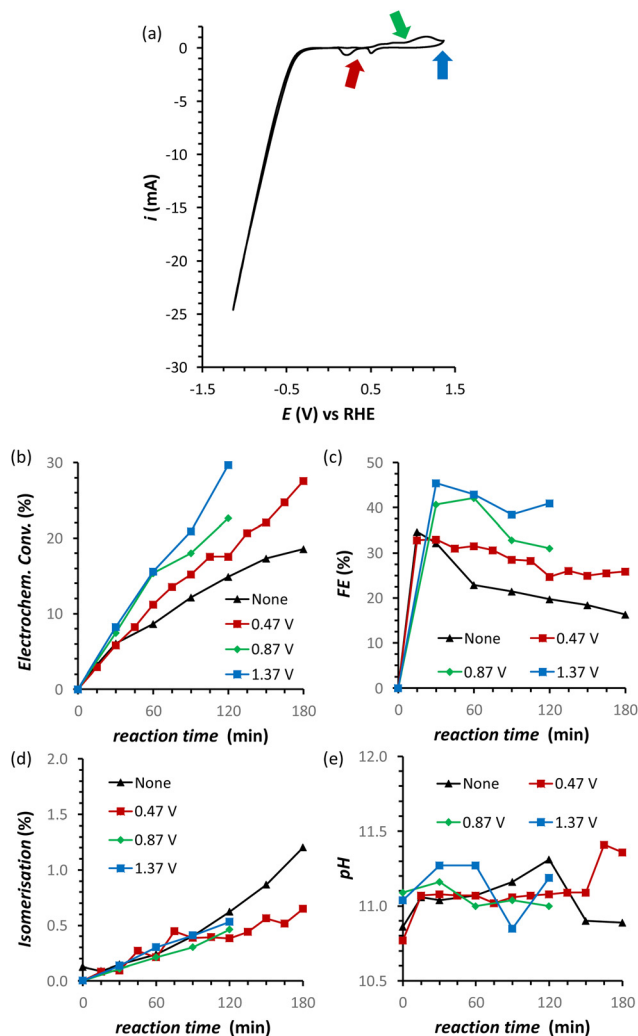 (a)
5
0
-5
-10
-15
-20
-25
-30
i (mA)
-1.5
-0.5
0.5
1.5
E (V) vs RHE
(b)
30
20
10
0
Electrochem. Conv. (%)
None
0.47 V
0.87 V
1.37 V
0
60
120
180
reaction time (min)
(c)
50
40
30
20
10
0
FE (%)
None
0.47 V
0.87 V
1.37 V
0
60
120
180
reaction time (min)
(d)
2.0
1.5
1.0
0.5
0.0
Isomerisation (%)
None
0.47 V
0.87 V
1.37 V
0
60
120
180
reaction time (min)
(e)
12.0
11.5
11.0
10.5
pH
None
0.47 V
0.87 V
1.37 V
0
60
120
180
reaction time (min)